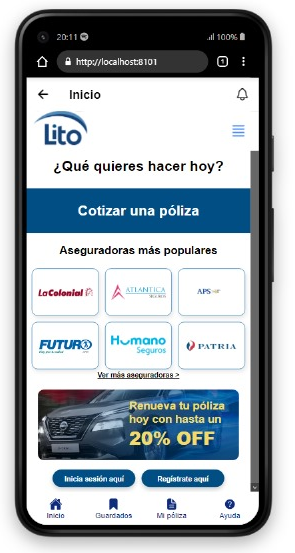 20:11
100%
http://localhost:8101
1
Inicio
Lito
¿Qué quieres hacer hoy?
Cotizar una póliza
Aseguradoras más populares
La Colonial
ATLANTICA
SEGUROS
APS
FUTURO
Humano
Seguros
PATRIA
Ver más aseguradoras >
Renueva tu póliza
hoy con hasta un
20% OFF
Inicia sesión aquí
Regístrate aquí
Inicio
Guardados
Mi póliza
Ayuda